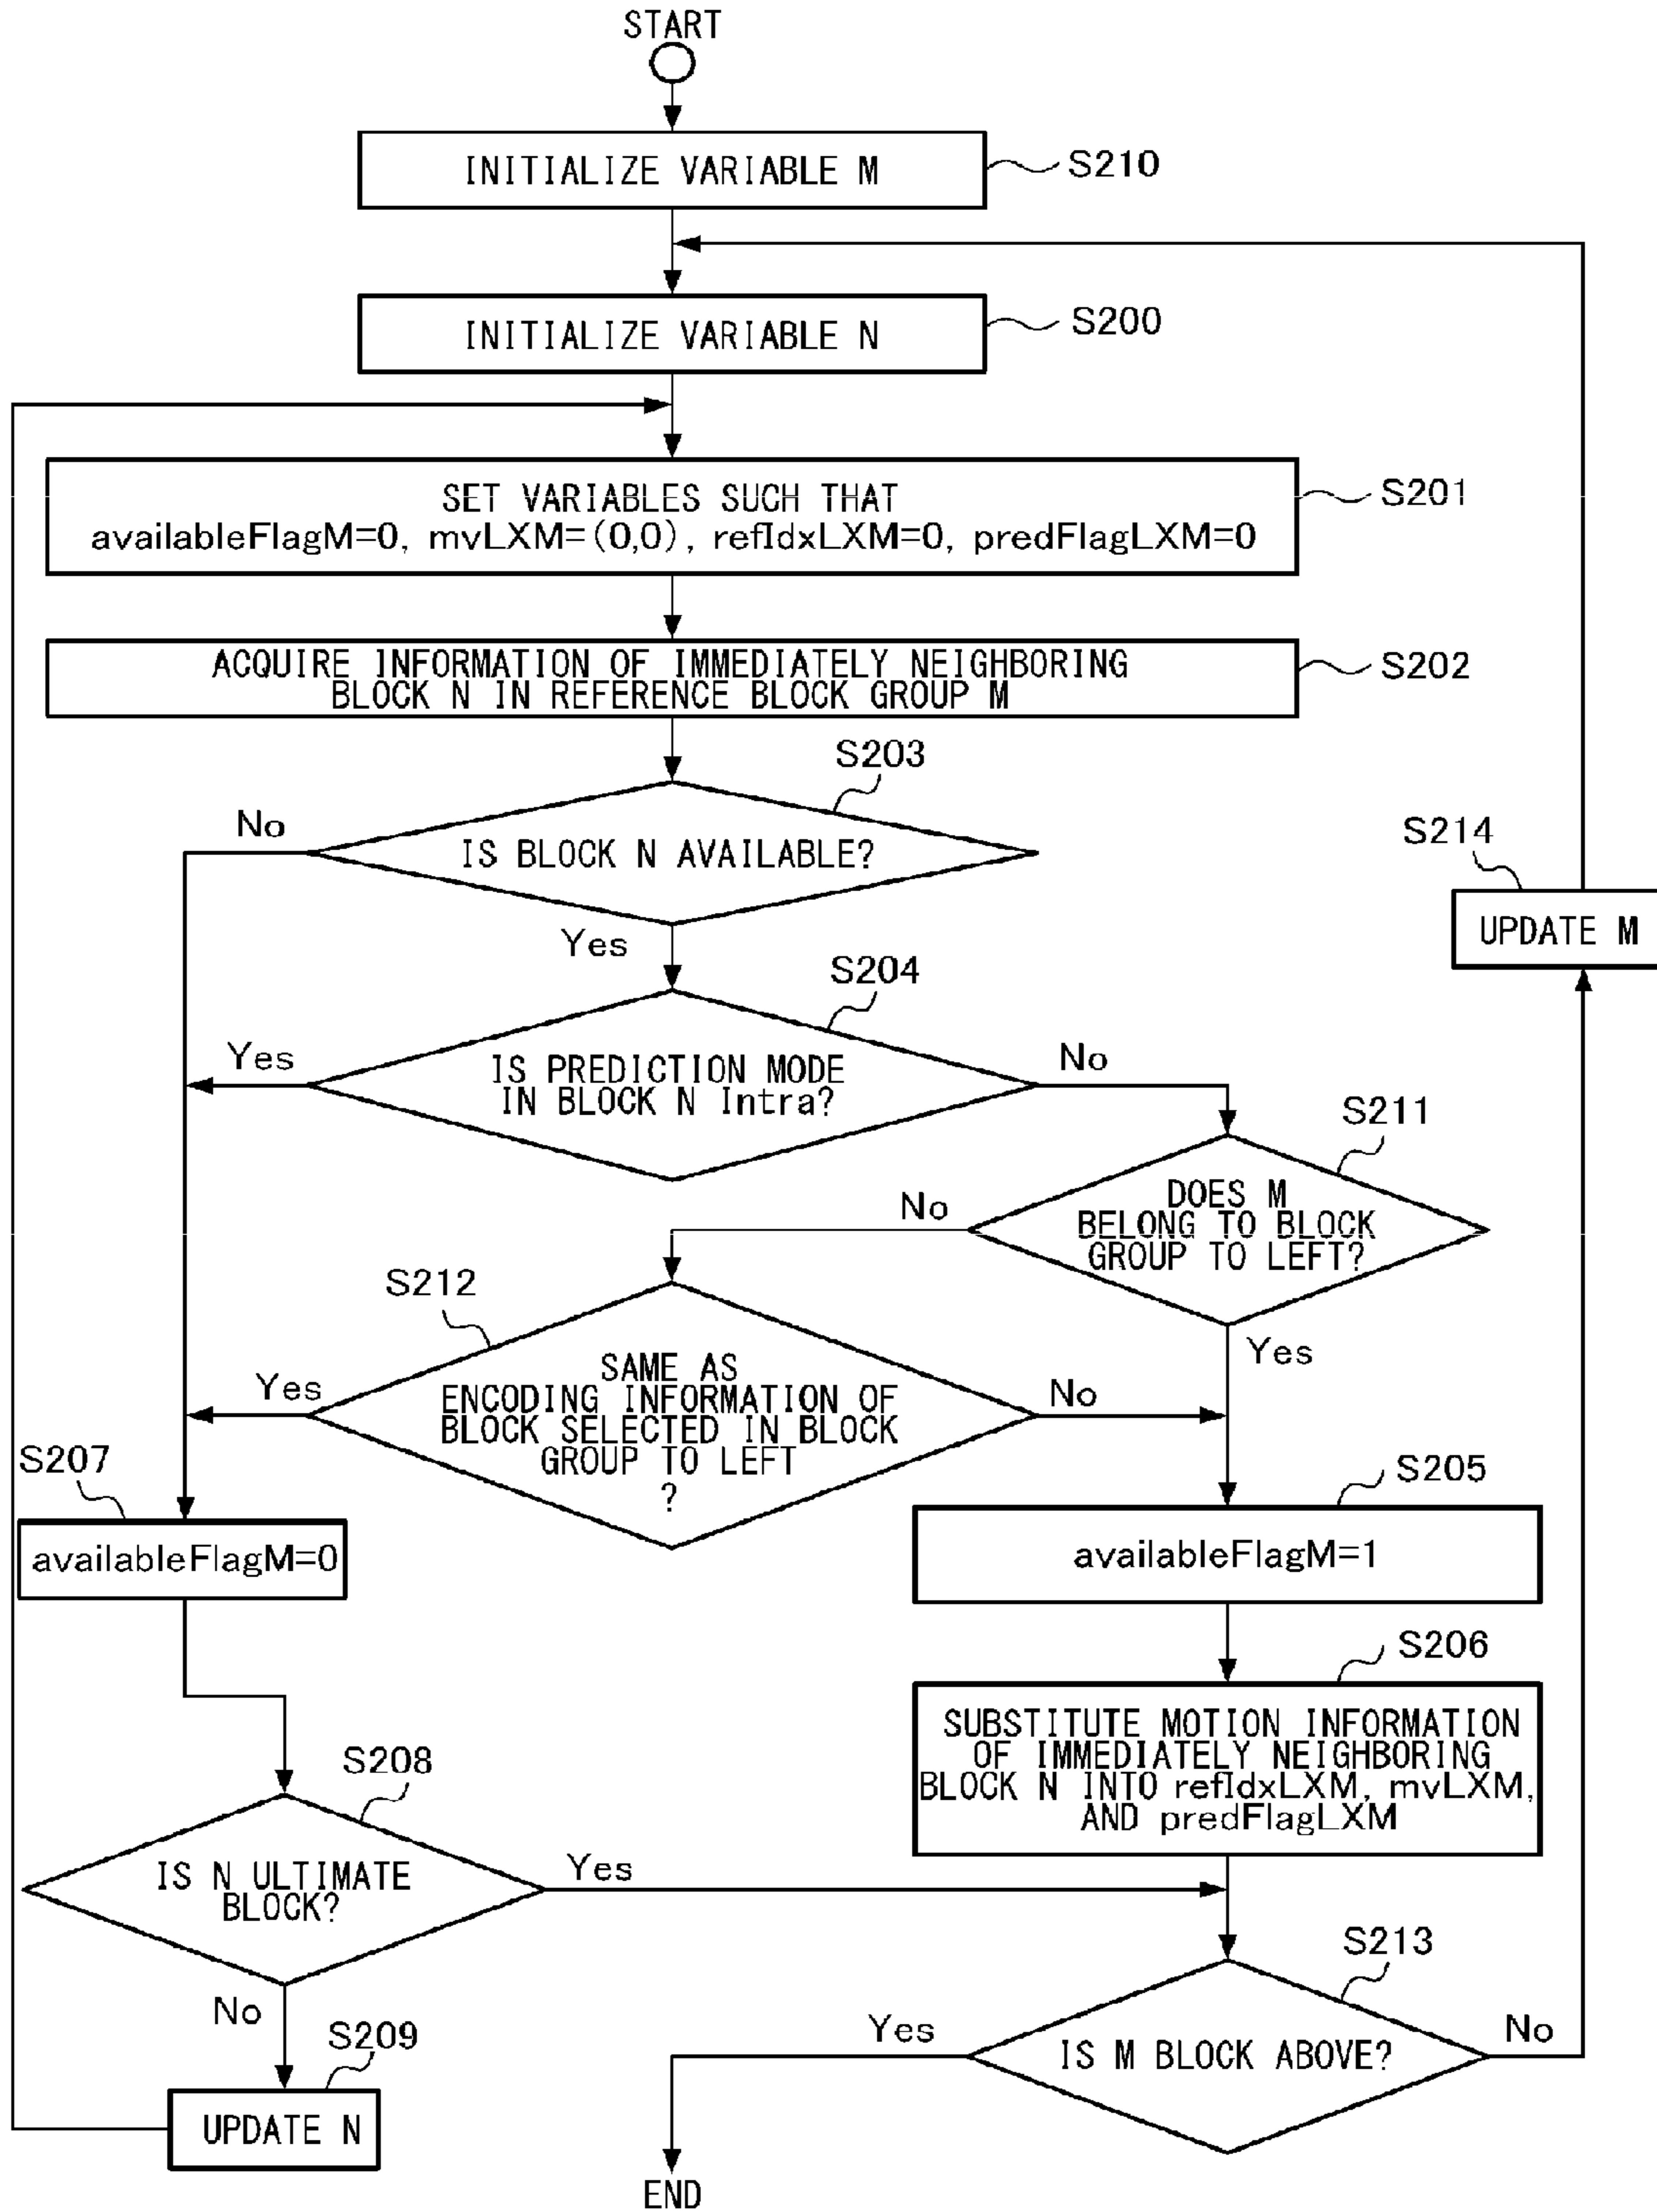 START
INITIALIZE VARIABLE M
S210
INITIALIZE VARIABLE N
S200
SET VARIABLES SUCH THAT
availableFlagM=0, mvLXM=(0,0), refIdxLXM=0, predFlagLXM=0
S201
ACQUIRE INFORMATION OF IMMEDIATELY NEIGHBORING
BLOCK N IN REFERENCE BLOCK GROUP M
S202
S203
No
IS BLOCK N AVAILABLE?
Yes
S214
UPDATE M
S204
Yes
IS PREDICTION MODE
IN BLOCK N Intra?
No
S211
DOES M
BELONG TO BLOCK
GROUP TO LEFT?
No
Yes
S212
SAME AS
ENCODING INFORMATION OF
BLOCK SELECTED IN BLOCK
GROUP TO LEFT
?
Yes
No
S207
availableFlagM=0
S205
availableFlagM=1
S206
SUBSTITUTE MOTION INFORMATION
OF IMMEDIATELY NEIGHBORING
BLOCK N INTO refIdxLXM, mvLXM,
AND predFlagLXM
S208
IS N ULTIMATE
BLOCK?
Yes
No
S209
UPDATE N
S213
IS M BLOCK ABOVE?
Yes
No
END